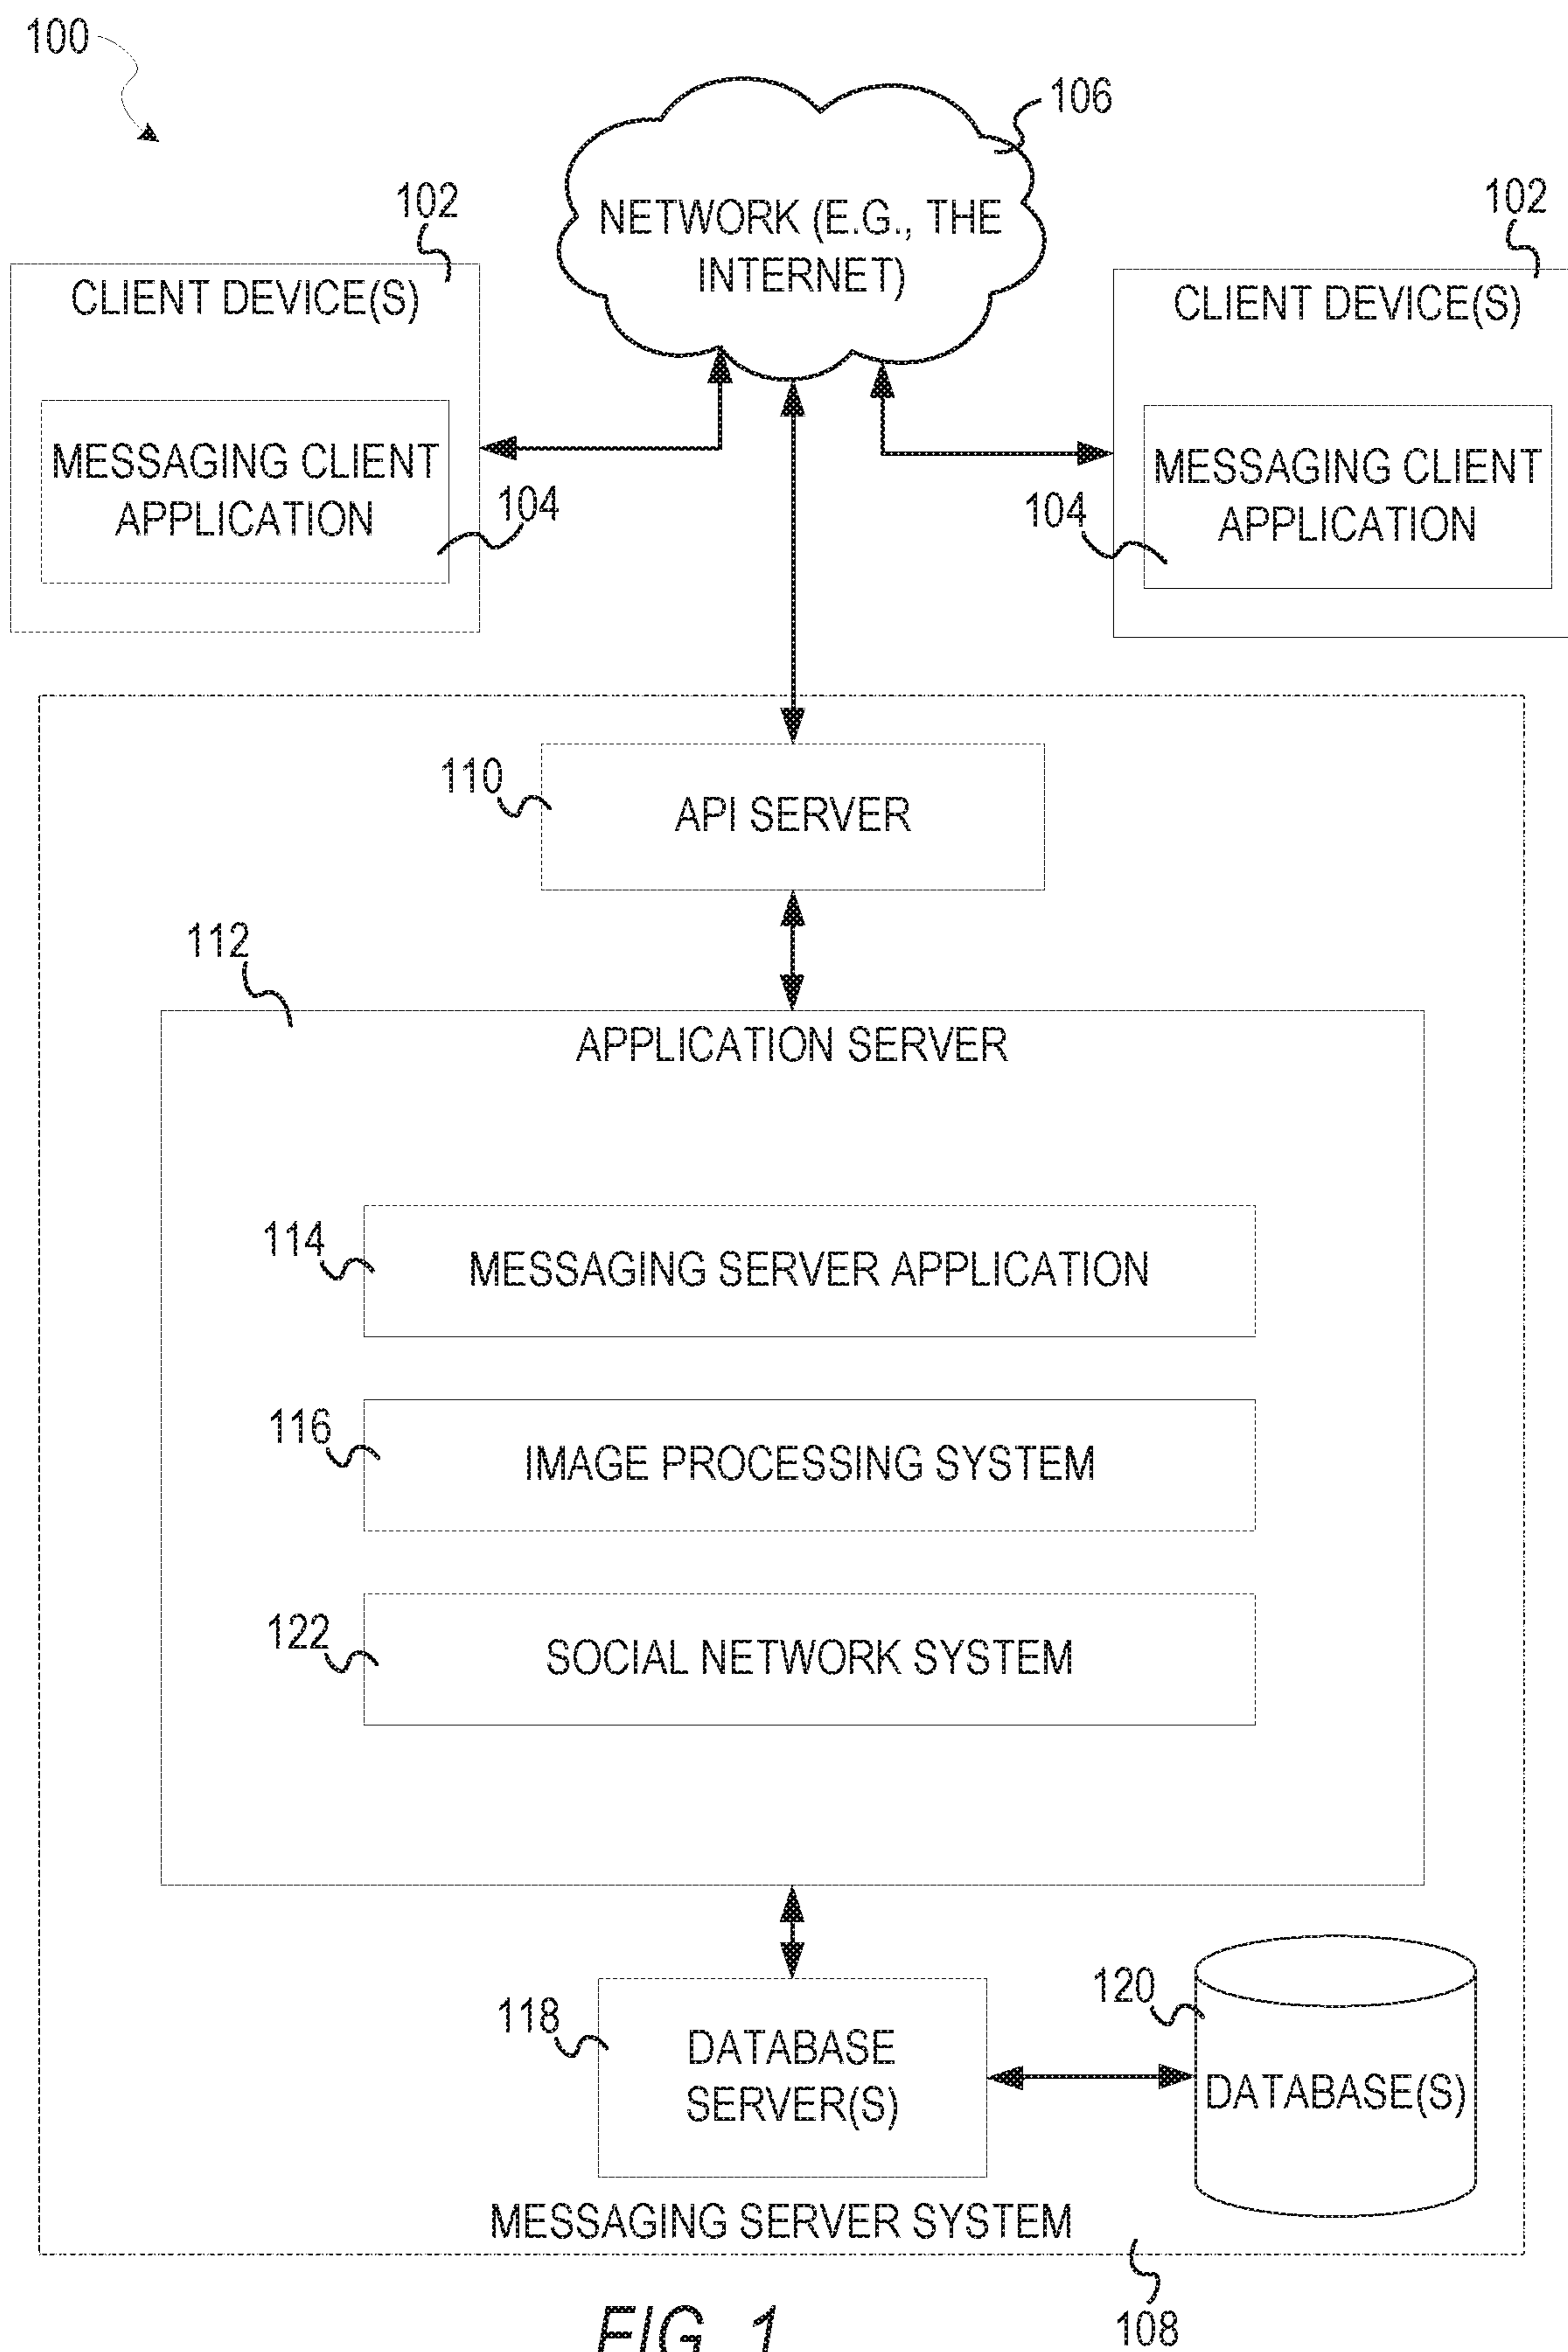 100
106
NETWORK (E.G., THE
INTERNET)
102
102
CLIENT DEVICE(S)
CLIENT DEVICE(S)
MESSAGING CLIENT
APPLICATION
104
MESSAGING CLIENT
APPLICATION
104
110
API SERVER
112
APPLICATION SERVER
114
MESSAGING SERVER APPLICATION
116
IMAGE PROCESSING SYSTEM
122
SOCIAL NETWORK SYSTEM
118
DATABASE
SERVER(S)
120
DATABASE(S)
MESSAGING SERVER SYSTEM
108
FIG. 1